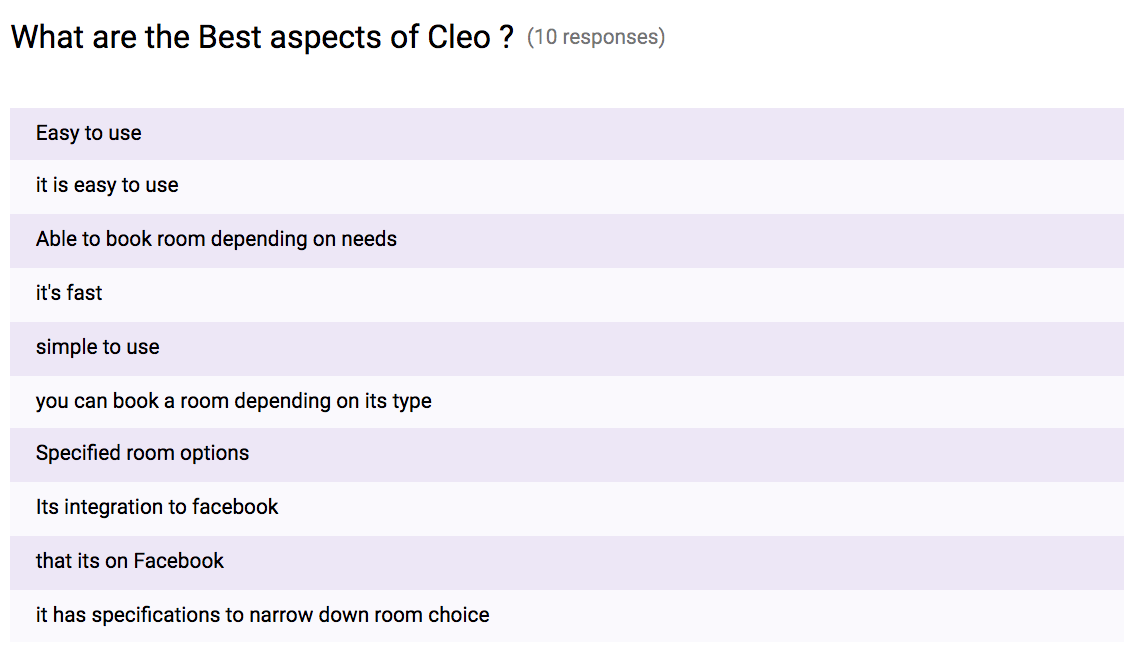 What are the Best aspects of Cleo ? (10 responses)
Easy to use
it is easy to use
Able to book room depending on needs
it's fast
simple to use
you can book a room depending on its type
Specified room options
Its integration to facebook
that its on Facebook
it has specifications to narrow down room choice